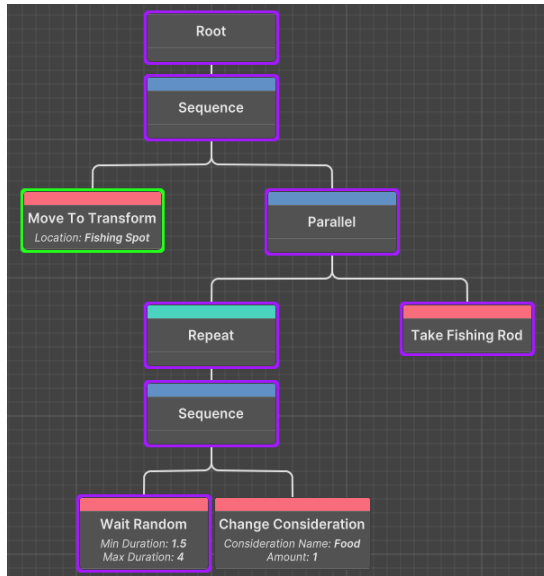 Root
Sequence
Move To Transform
Location: Fishing Spot
Parallel
Repeat
Take Fishing Rod
Sequence
Wait Random
Min Duration: 1.5
Max Duration: 4
Change Consideration
Consideration Name: Food
Amount: 1